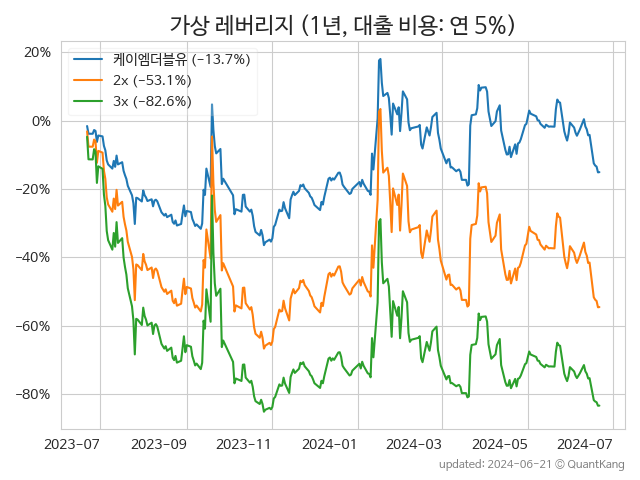 가상 레버리지 (1년, 대출 비용: 연 5%)
20%
0%
−20%
−40%
−60%
−80%
케이엠더블유 (−13.7%)
2x (−53.1%)
3x (−82.6%)
2023-07 2023-09 2023-11 2024-01 2024-03 2024-05 2024-07
updated: 2024-06-21 © QuantKang